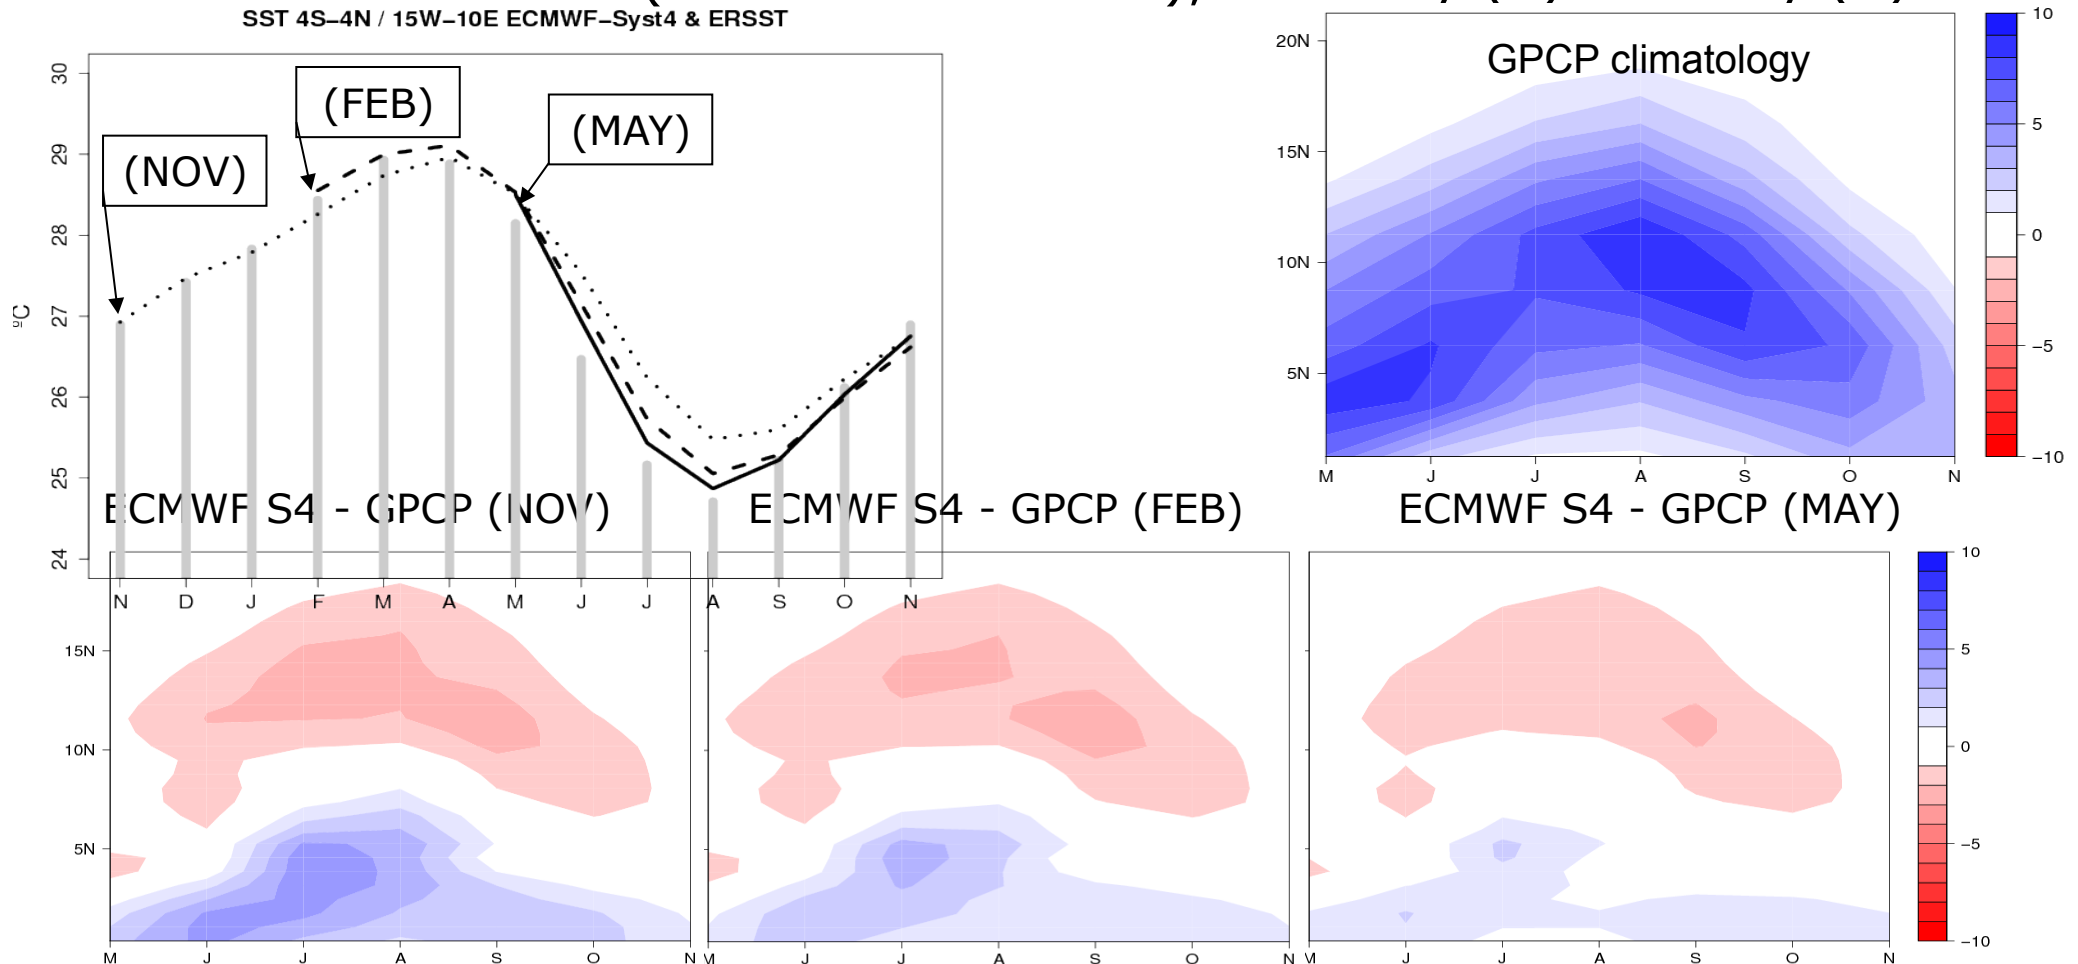 SST 4S–4N / 15W–10E ECMWF–Syst4 & ERSST
ºC
30
29
28
27
26
25
24
(NOV)
(FEB)
(MAY)
N D J F M A M J J A S O N
GPCP climatology
20N
15N
10N
5N
M J J A S O N
10
5
0
−5
−10
ECMWF S4 - GPCP (NOV)
15N
10N
5N
M J J A S O N
ECMWF S4 - GPCP (FEB)
M J J A S O N
ECMWF S4 - GPCP (MAY)
M J J A S O N
10
5
0
−5
−10